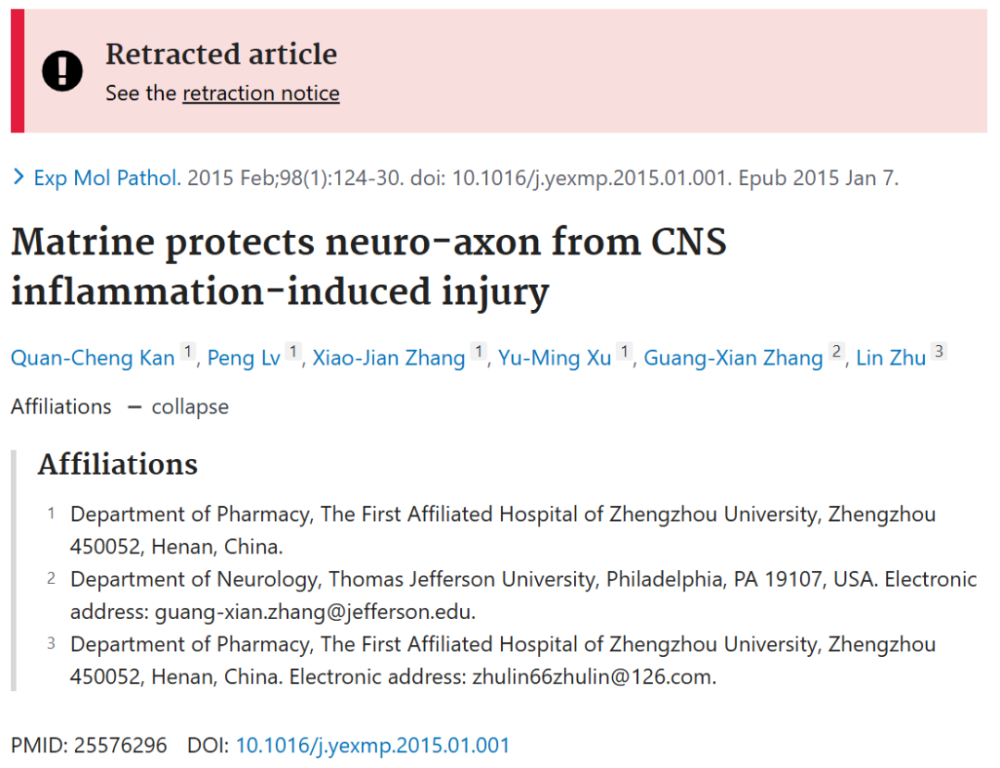 Retracted article
See the retraction notice
Exp Mol Pathol. 2015 Feb;98(1):124-30. doi: 10.1016/j.yexmp.2015.01.001. Epub 2015 Jan 7.
Matrine protects neuro-axon from CNS
inflammation-induced injury
Quan-Cheng Kan 1, Peng Lv 1, Xiao-Jian Zhang 1, Yu-Ming Xu 1, Guang-Xian Zhang 2, Lin Zhu 3
Affiliations — collapse
Affiliations
1 Department of Pharmacy, The First Affiliated Hospital of Zhengzhou University, Zhengzhou
450052, Henan, China.
2 Department of Neurology, Thomas Jefferson University, Philadelphia, PA 19107, USA. Electronic
address: guang-xian.zhang@jefferson.edu.
3 Department of Pharmacy, The First Affiliated Hospital of Zhengzhou University, Zhengzhou
450052, Henan, China. Electronic address: zhulin66zhulin@126.com.
PMID: 25576296 DOI: 10.1016/j.yexmp.2015.01.001